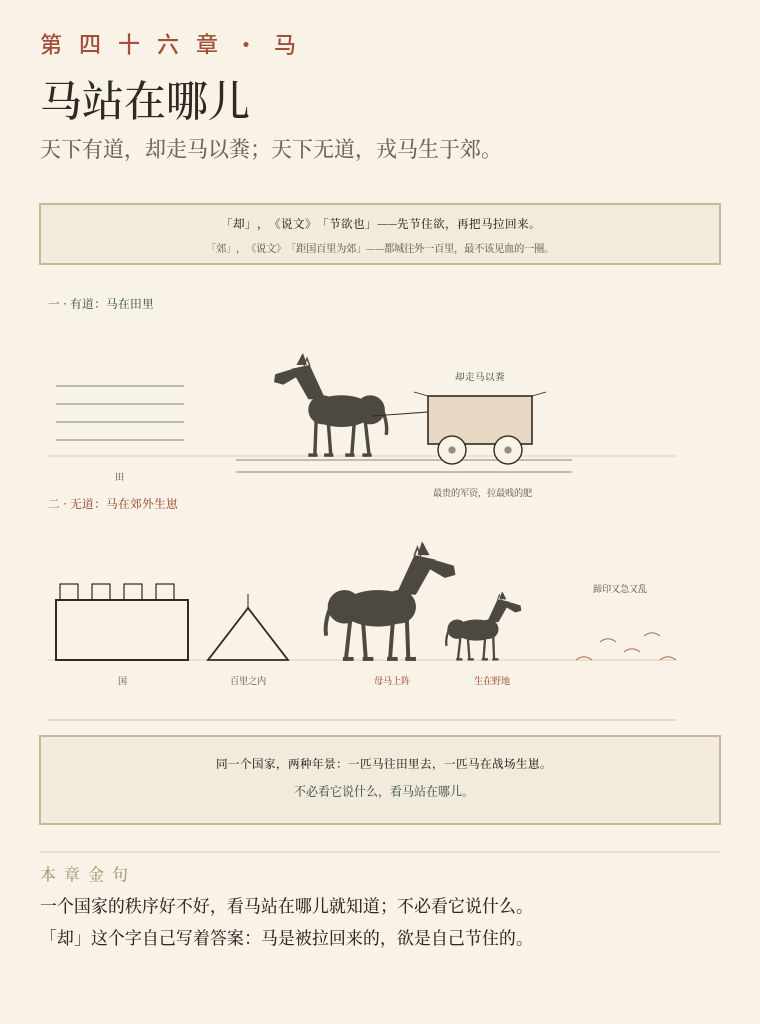 第四十六章·马
马站在哪儿
天下有道，却走马以粪；天下无道，戎马生于郊。
「却」，《说文》「节欲也」——先节住欲，再把马拉回来。
「郊」，《说文》「距国百里为郊」——都城往外一百里，最不该见血的一圈。
一 · 有道：马在田里
却走马以粪
田
最贵的军资，拉最贱的肥
二 · 无道：马在郊外生崽
蹄印又急又乱
国
百里之内
母马上阵
生在野地
同一个国家，两种年景：一匹马往田里去，一匹马在战场生崽。
不必看它说什么，看马站在哪儿。
本章金句
一个国家的秩序好不好，看马站在哪儿就知道；不必看它说什么。
「却」这个字自己写着答案：马是被拉回来的，欲是自己节住的。